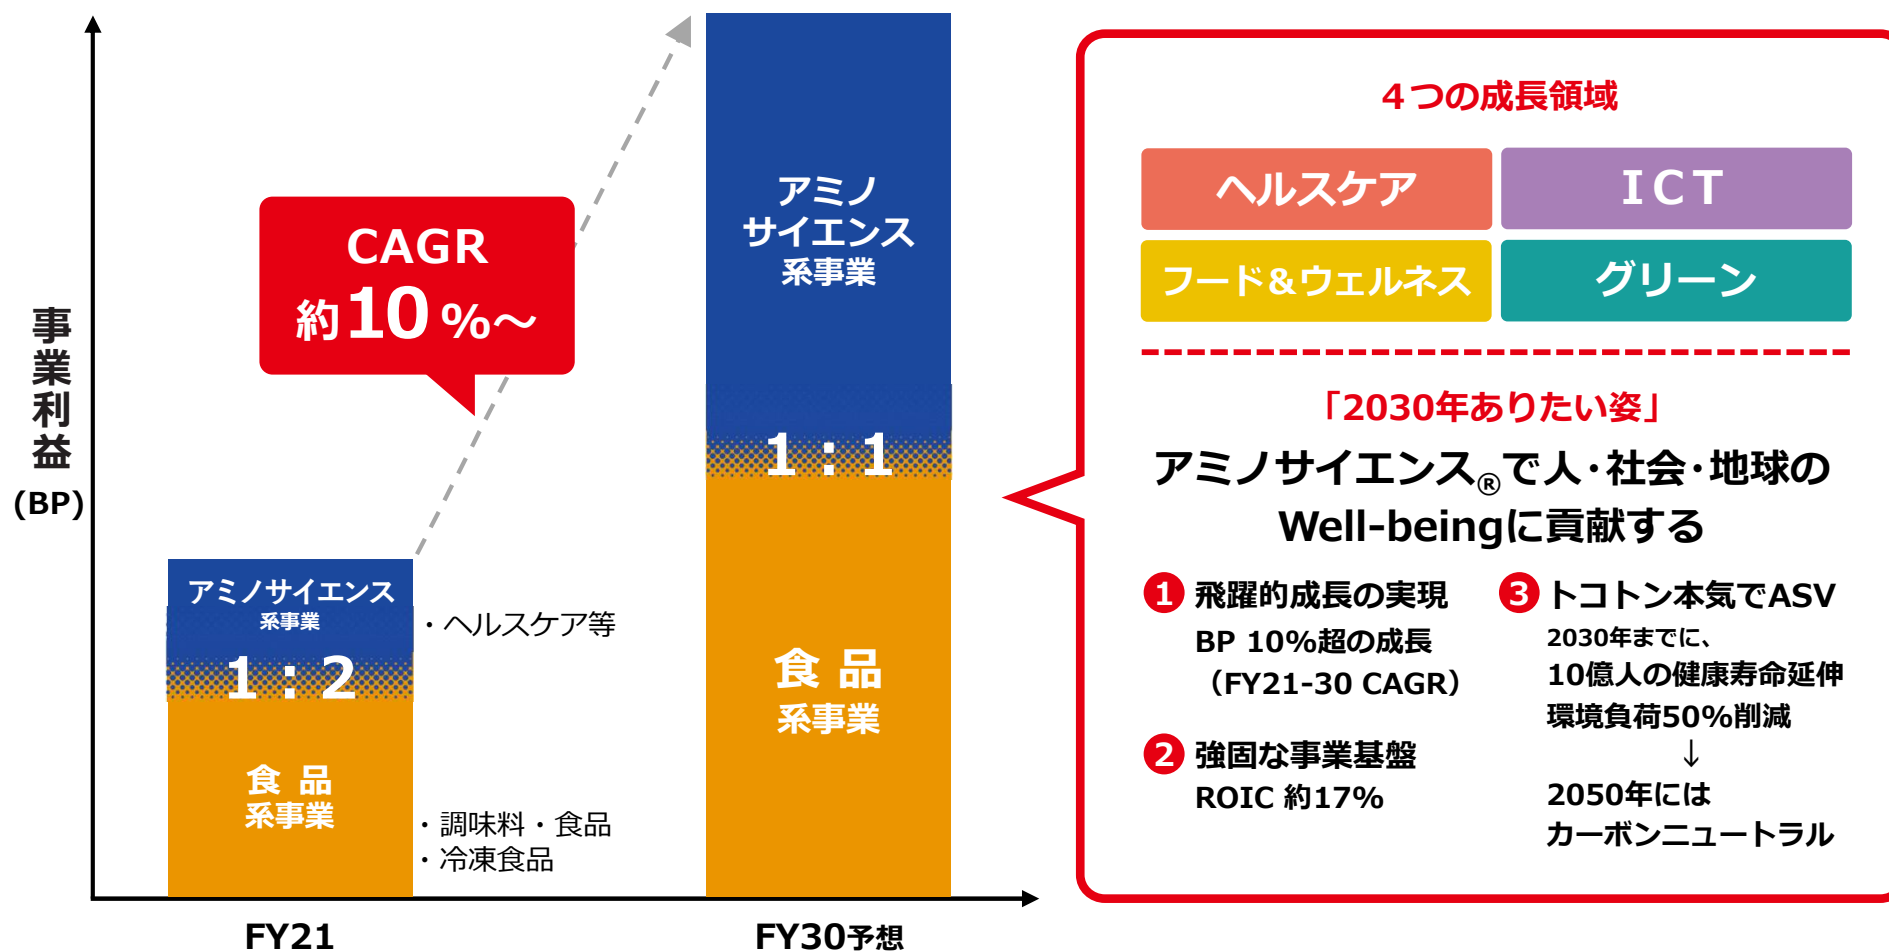 事業利益
(BP)
CAGR
約10%～
アミノサイエンス
系事業
1：2
食品
系事業
・ヘルスケア等
・調味料・食品
・冷凍食品
FY21
アミノ
サイエンス
系事業
1：1
食品
系事業
FY30予想
４つの成長領域
ヘルスケア
ＩＣＴ
フード＆ウェルネス
グリーン
「2030年ありたい姿」
アミノサイエンス®で人・社会・地球の
Well-beingに貢献する
❶ 飛躍的成長の実現
BP 10%超の成長
（FY21-30 CAGR）
❷ 強固な事業基盤
ROIC 約17%
❸ トコトン本気でASV
2030年までに、
10億人の健康寿命延伸
環境負荷50%削減
↓
2050年には
カーボンニュートラル